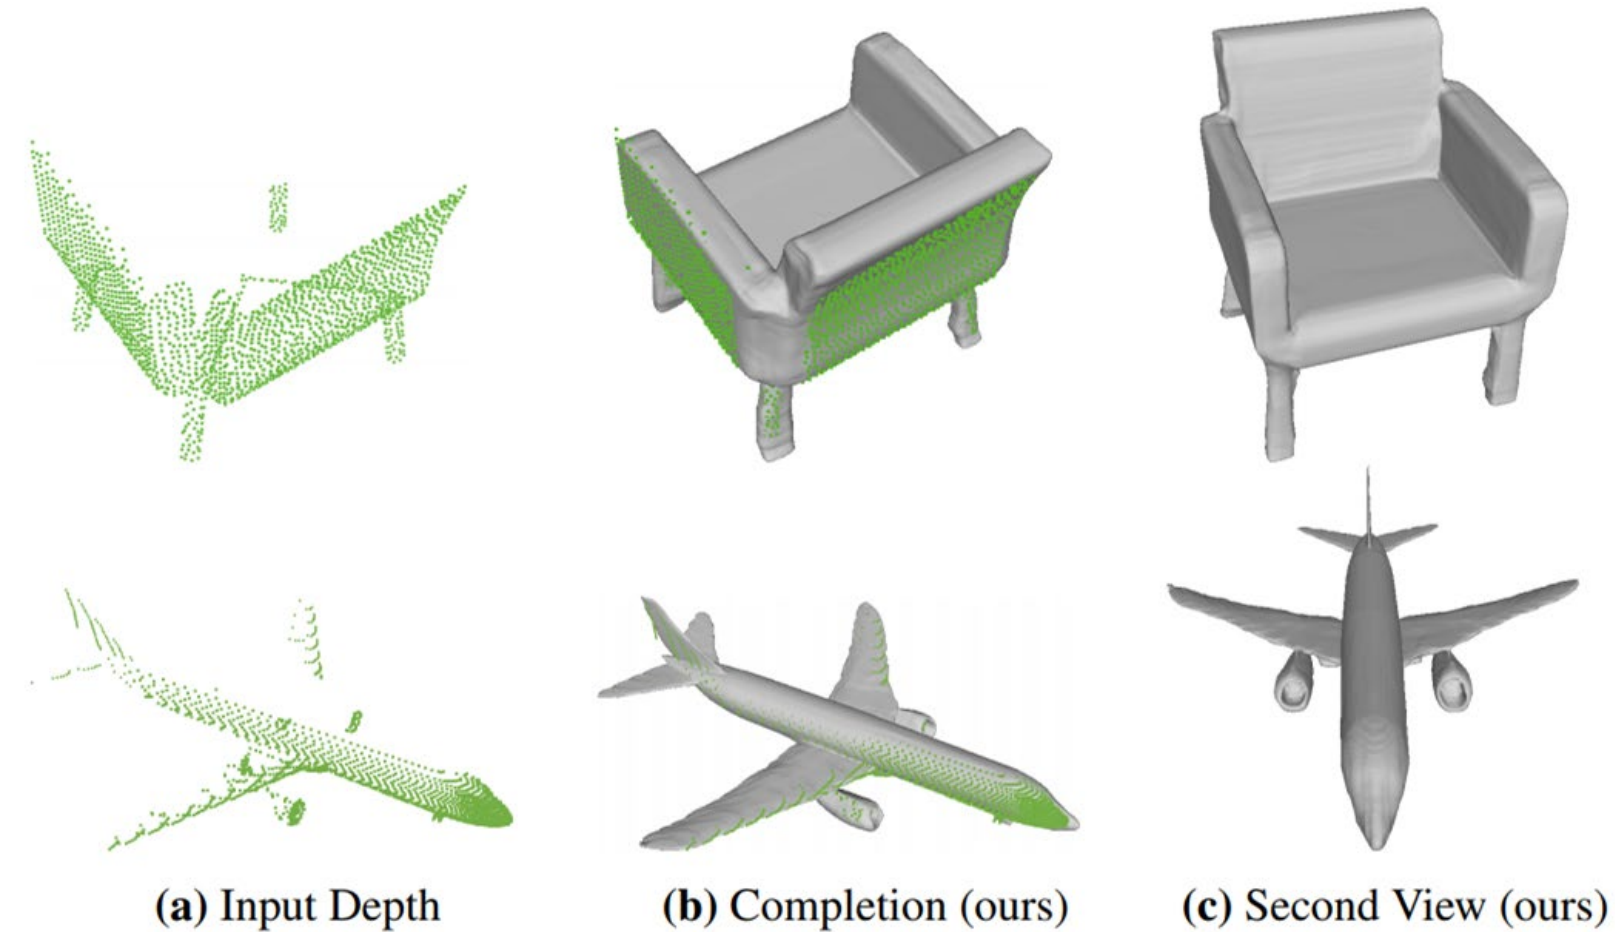 (a) Input Depth
(b) Completion (ours)
(c) Second View (ours)